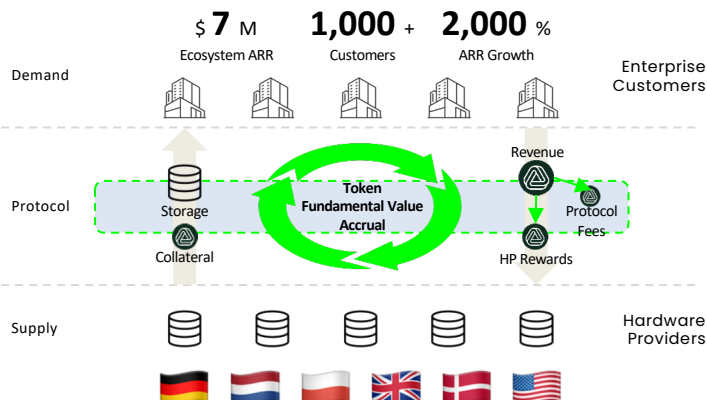 $ 7 M
1,000 +
2,000 %
Ecosystem ARR
Customers
ARR Growth
Demand
Enterprise
Customers
Revenue
Token
Fundamental Value
Accrual
Protocol
Storage
Protocol
Fees
Collateral
HP Rewards
Supply
Hardware
Providers